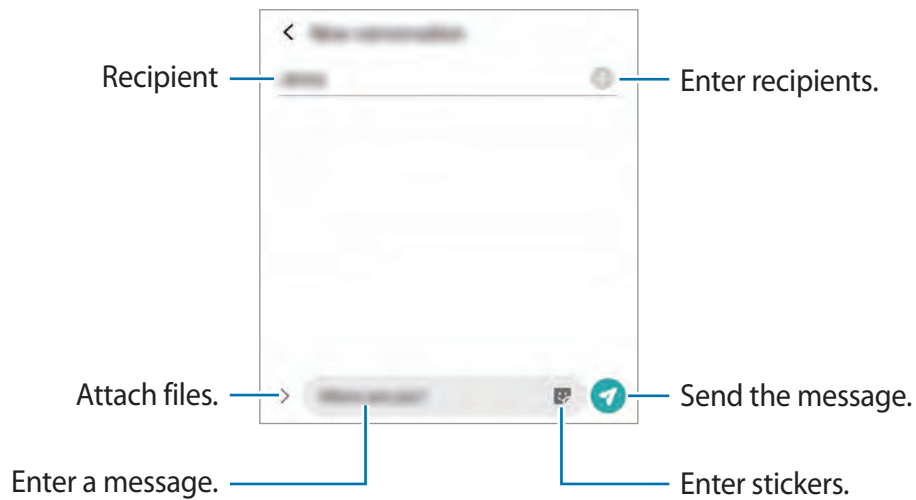 Recipient
Enter recipients.
Attach files.
Send the message.
Enter a message.
Enter stickers.